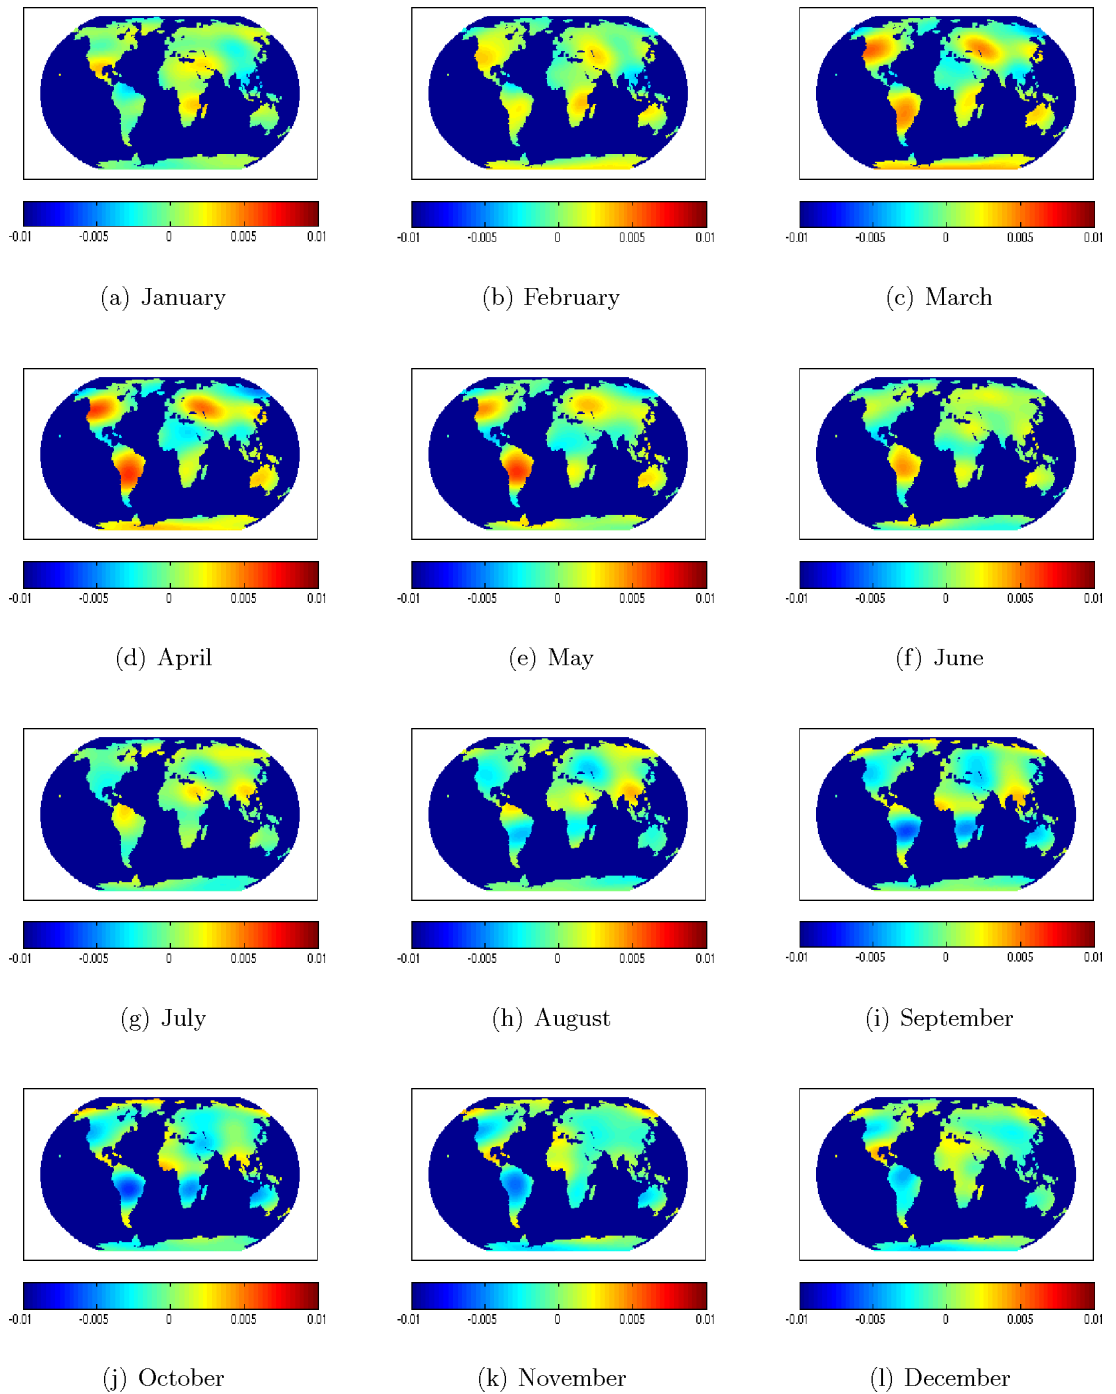 -0.01 -0.005 0 0.005 0.01 -0.01 -0.005 0 0.005 0.01 -0.01 -0.005 0 0.005 0.01
(a) January (b) February (c) March
-0.01 -0.005 0 0.005 0.01 -0.01 -0.005 0 0.005 0.01 -0.01 -0.005 0 0.005 0.01
(d) April (e) May (f) June
-0.01 -0.005 0 0.005 0.01 -0.01 -0.005 0 0.005 0.01 -0.01 -0.005 0 0.005 0.01
(g) July (h) August (i) September
-0.01 -0.005 0 0.005 0.01 -0.01 -0.005 0 0.005 0.01 -0.01 -0.005 0 0.005 0.01
(j) October (k) November (l) December